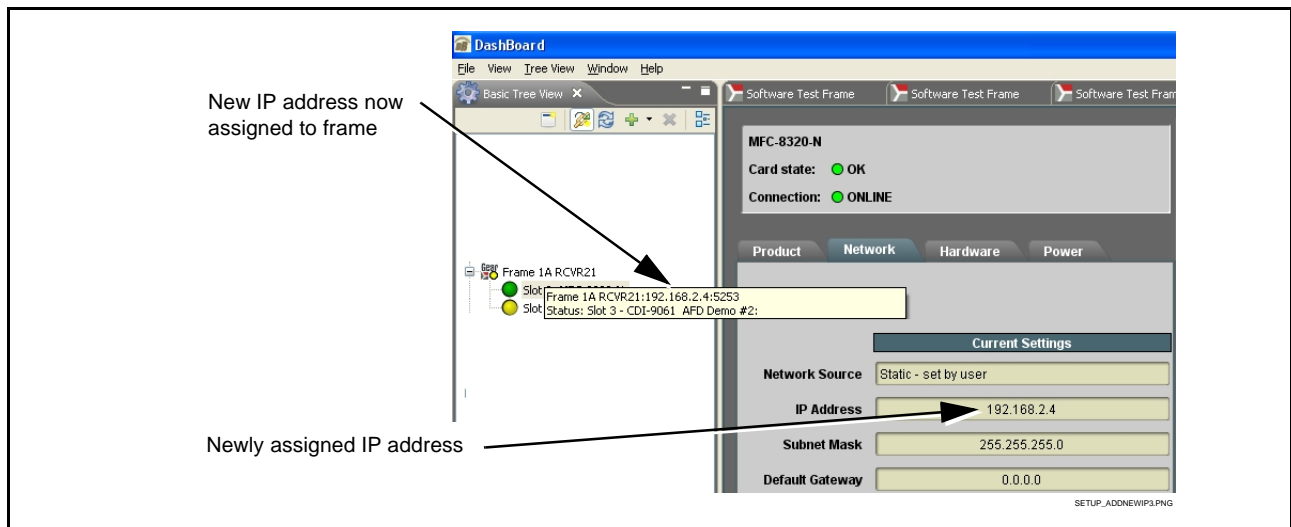 DashBoard
File View Tree View Window Help
Basic Tree View
Software Test Frame
Software Test Frame
Software Test Fram
New IP address now
assigned to frame
MFC-8320-N
Card state: OK
Connection: ONLINE
Product Network Hardware Power
Gear
Frame 1A RCVR21
Slot
Slot
Frame 1A RCVR21:192.168.2.4:5253
Status: Slot 3 - CDI-9061 AFD Demo #2:
Current Settings
Network Source Static - set by user
IP Address 192.168.2.4
Newly assigned IP address
Subnet Mask 255.255.255.0
Default Gateway 0.0.0.0
SETUP_ADDNEWIP3.PNG